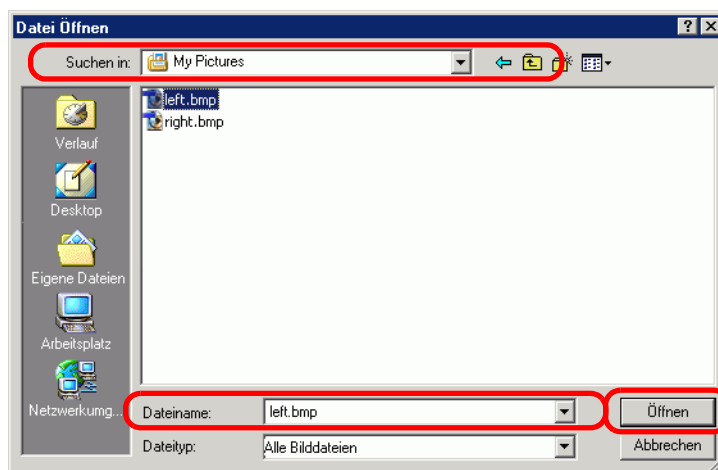 Datei Öffnen
Suchen in: My Pictures
left.bmp
right.bmp
Verlauf
Desktop
Eigene Dateien
Arbeitsplatz
Netzwerkumg...
Dateiname: left.bmp Öffnen
Dateityp: Alle Bilddateien Abbrechen